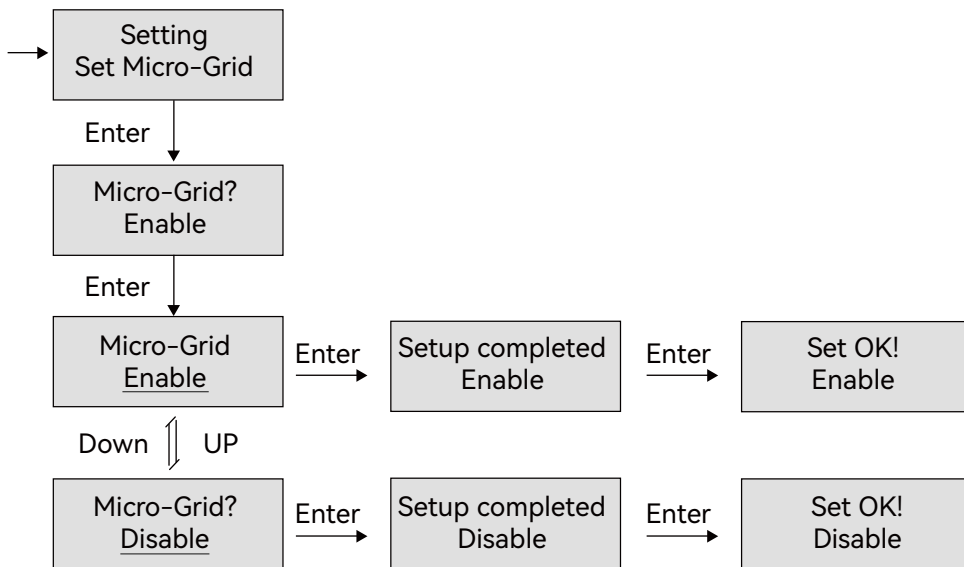 Setting
Set Micro-Grid
Enter
Micro-Grid?
Enable
Enter
Micro-Grid
Enable
Enter
Setup completed
Enable
Enter
Set OK!
Enable
Down
UP
Micro-Grid?
Disable
Enter
Setup completed
Disable
Enter
Set OK!
Disable